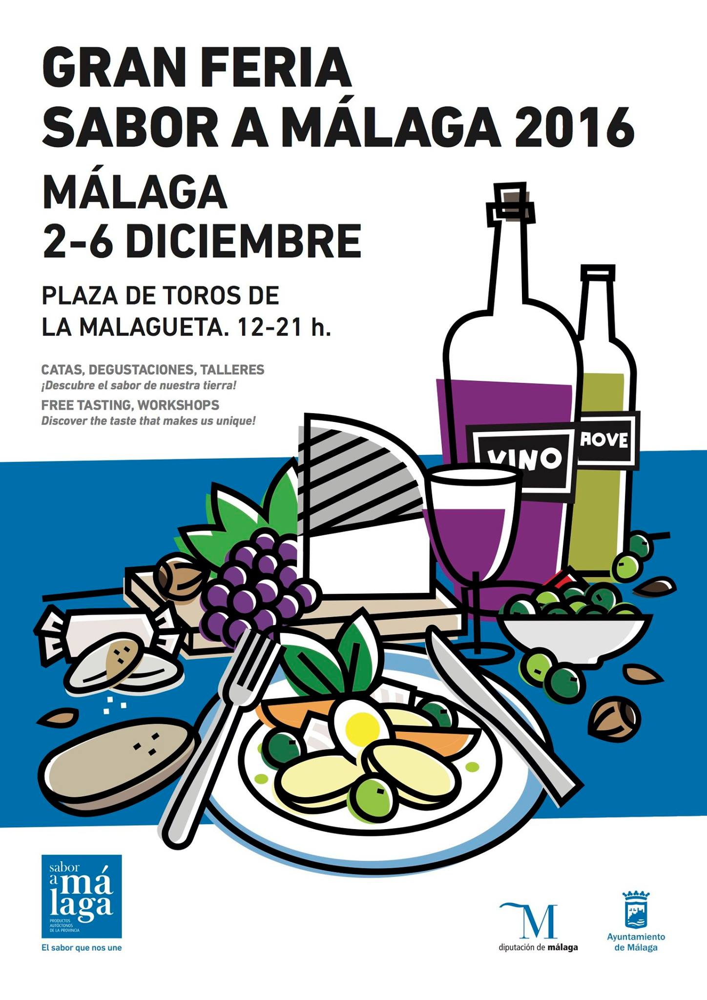 GRAN FERIA
SABOR A MÁLAGA 2016
MÁLAGA
2-6 DICIEMBRE
PLAZA DE TOROS DE
LA MALAGUETA. 12-21 h.
CATAS, DEGUSTACIONES, TALLERES
¡Descubre el sabor de nuestra tierra!
FREE TASTING, WORKSHOPS
Discover the taste that makes us unique!
VINO
AOVE
sabor
a má
laga
PRODUCTOS
AUTÓCTONOS
DE LA PROVINCIA
El sabor que nos une
M
diputación de málaga
Ayuntamiento
de Málaga